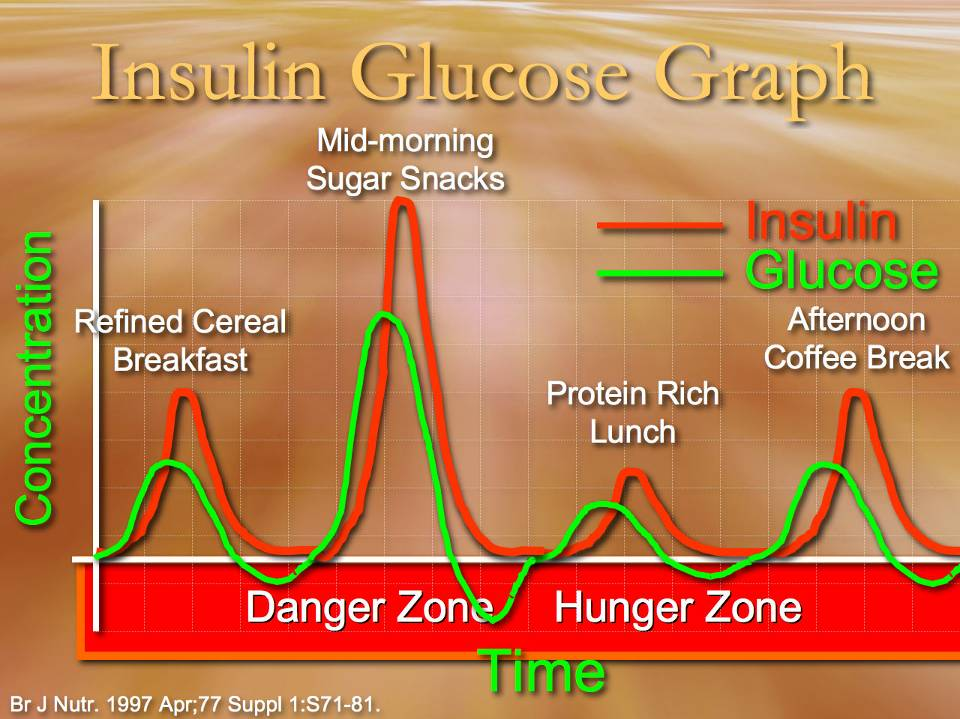 Insulin Glucose Graph
Mid-morning
Sugar Snacks
Insulin
Glucose
Refined Cereal
Breakfast
Afternoon
Coffee Break
Protein Rich
Lunch
Concentration
Danger Zone
Hunger Zone
Time
Br J Nutr. 1997 Apr;77 Suppl 1:S71-81.